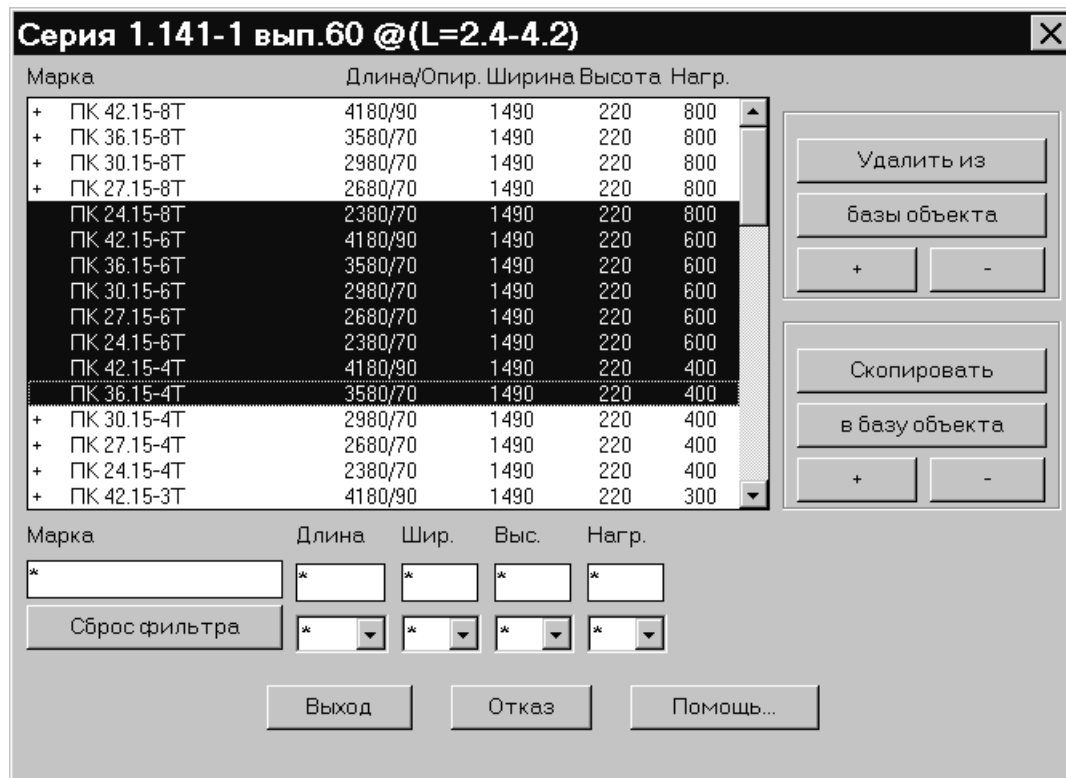 Серия 1.141-1 вып.60 @(L=2.4-4.2)
Марка Длина/Опир. Ширина Высота Нагр.
+ ПК 42.15-8Т 4180/90 1490 220 800
+ ПК 36.15-8Т 3580/70 1490 220 800
+ ПК 30.15-8Т 2980/70 1490 220 800
+ ПК 27.15-8Т 2680/70 1490 220 800
ПК 24.15-8Т 2380/70 1490 220 800
ПК 42.15-6Т 4180/90 1490 220 600
ПК 36.15-6Т 3580/70 1490 220 600
ПК 30.15-6Т 2980/70 1490 220 600
ПК 27.15-6Т 2680/70 1490 220 600
ПК 24.15-6Т 2380/70 1490 220 600
ПК 42.15-4Т 4180/90 1490 220 400
ПК 36.15-4Т 3580/70 1490 220 400
+ ПК 30.15-4Т 2980/70 1490 220 400
+ ПК 27.15-4Т 2680/70 1490 220 400
+ ПК 24.15-4Т 2380/70 1490 220 400
+ ПК 42.15-3Т 4180/90 1490 220 300
Удалить из
базы объекта
+ -
Скопировать
в базу объекта
+ -
Марка Длина Шир. Выс. Нагр.
* * * * *
Сброс фильтра * * * *
Выход Отказ Помощь...